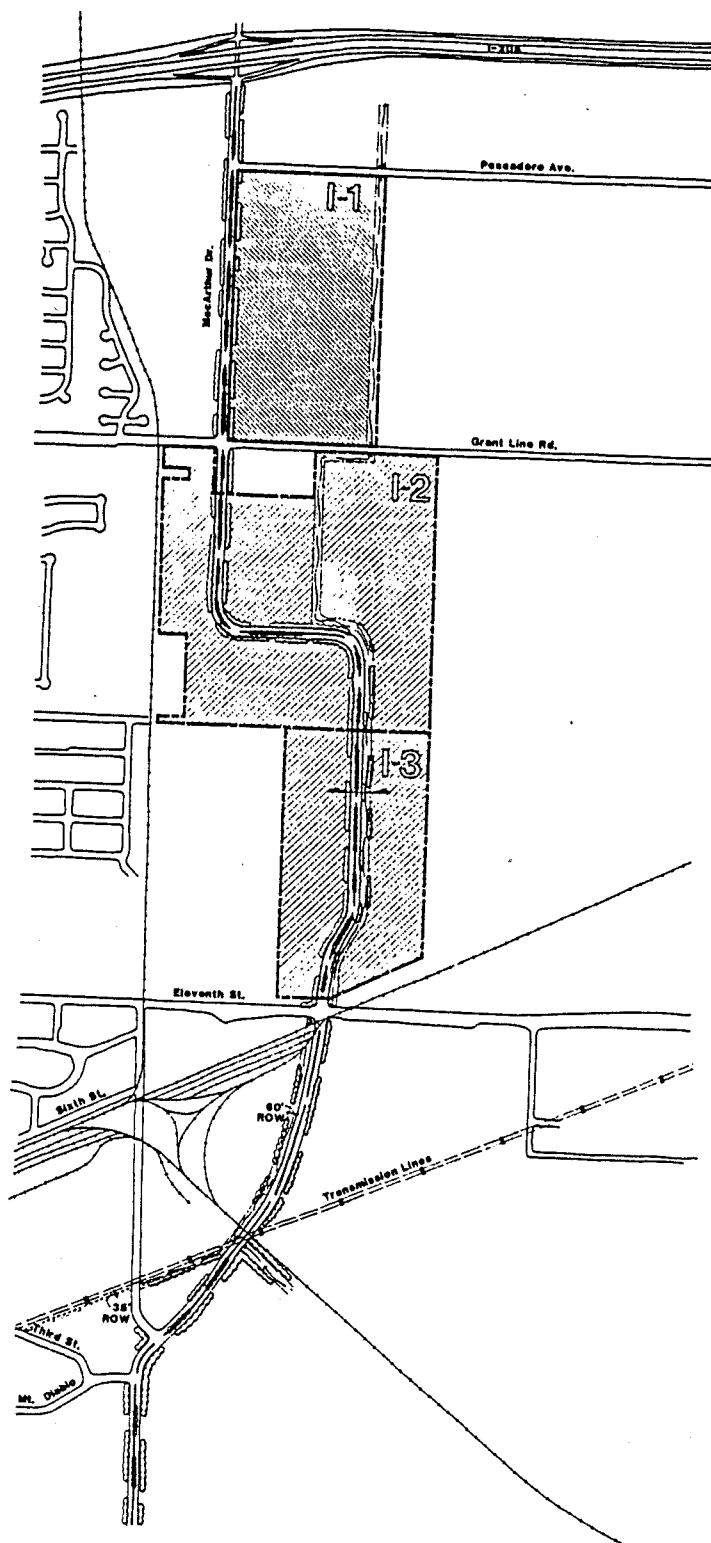 I-205
Pescadero Ave.
I-1
MacArthur Dr.
Grant Line Rd.
I-2
I-3
Eleventh St.
Sixth St.
60'
ROW
Transmission Lines
35'
ROW
Third St.
Mt. Diablo